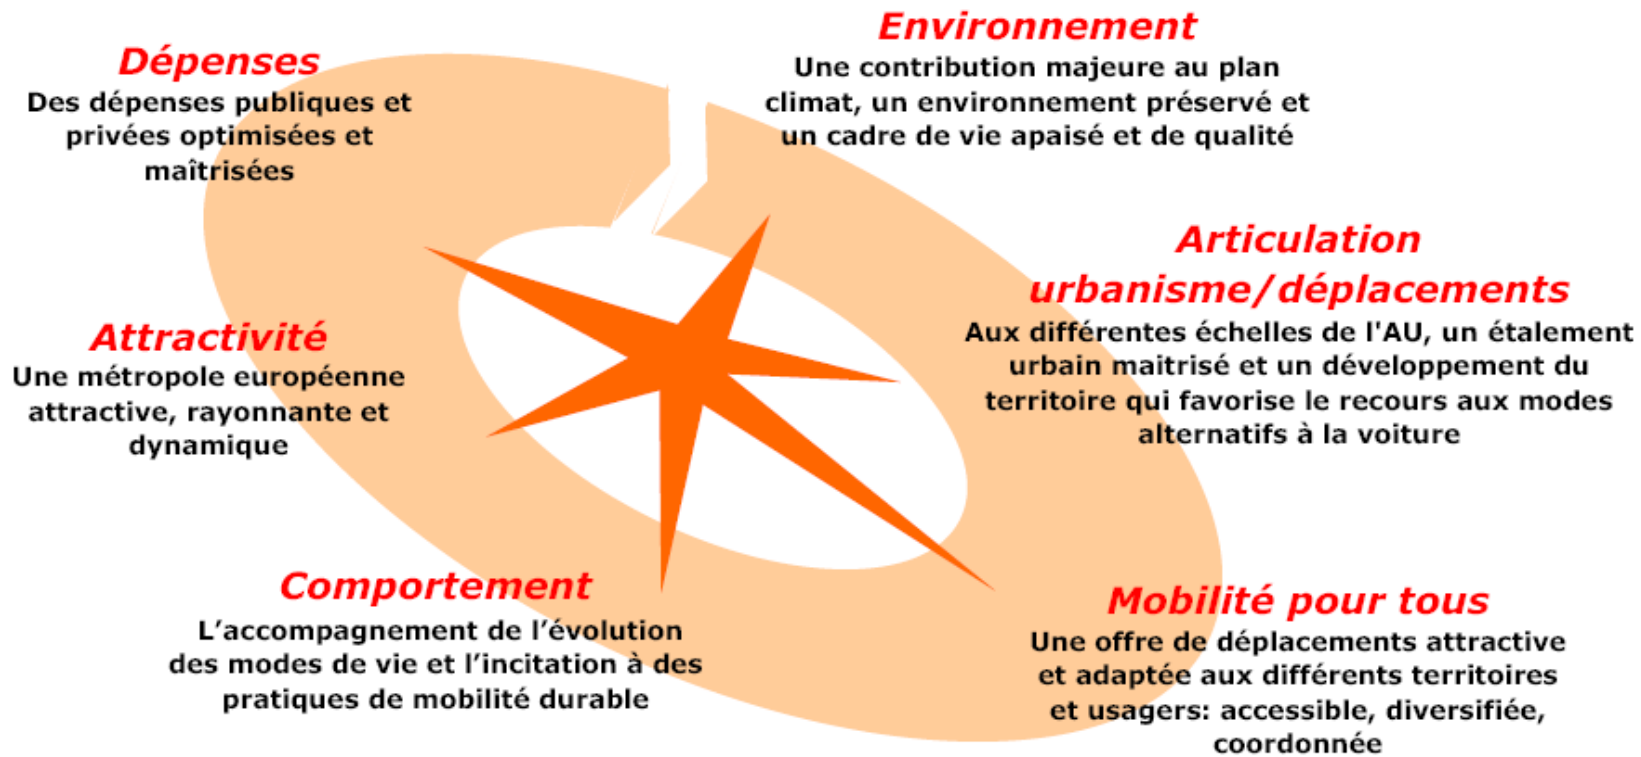 Dépenses
Des dépenses publiques et
privées optimisées et
maîtrisées
Environnement
Une contribution majeure au plan
climat, un environnement préservé et
un cadre de vie apaisé et de qualité
Articulation
urbanisme/déplacements
Aux différentes échelles de l'AU, un étalement
urbain maitrisé et un développement du
territoire qui favorise le recours aux modes
alternatifs à la voiture
Attractivité
Une métropole européenne
attractive, rayonnante et
dynamique
Comportement
L’accompagnement de l’évolution
des modes de vie et l’incitation à des
pratiques de mobilité durable
Mobilité pour tous
Une offre de déplacements attractive
et adaptée aux différents territoires
et usagers: accessible, diversifiée,
coordonnée